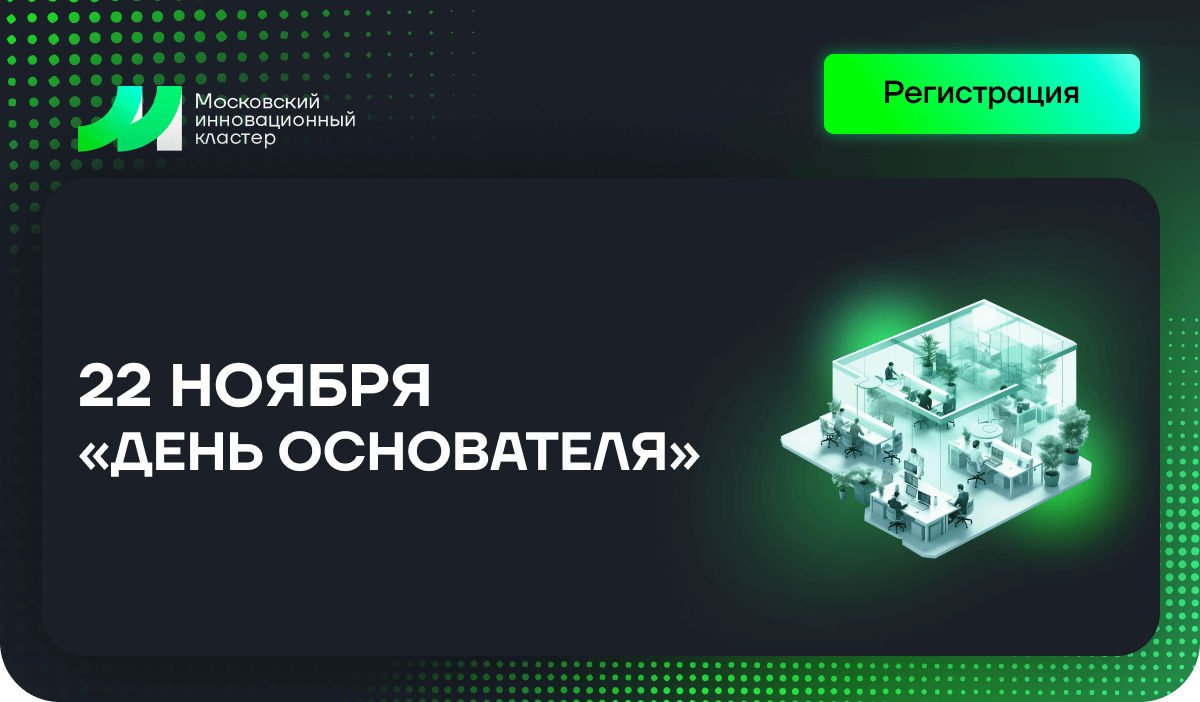 Московский
инновационный
кластер
Регистрация
22 НОЯБРЯ
«ДЕНЬ ОСНОВАТЕЛЯ»